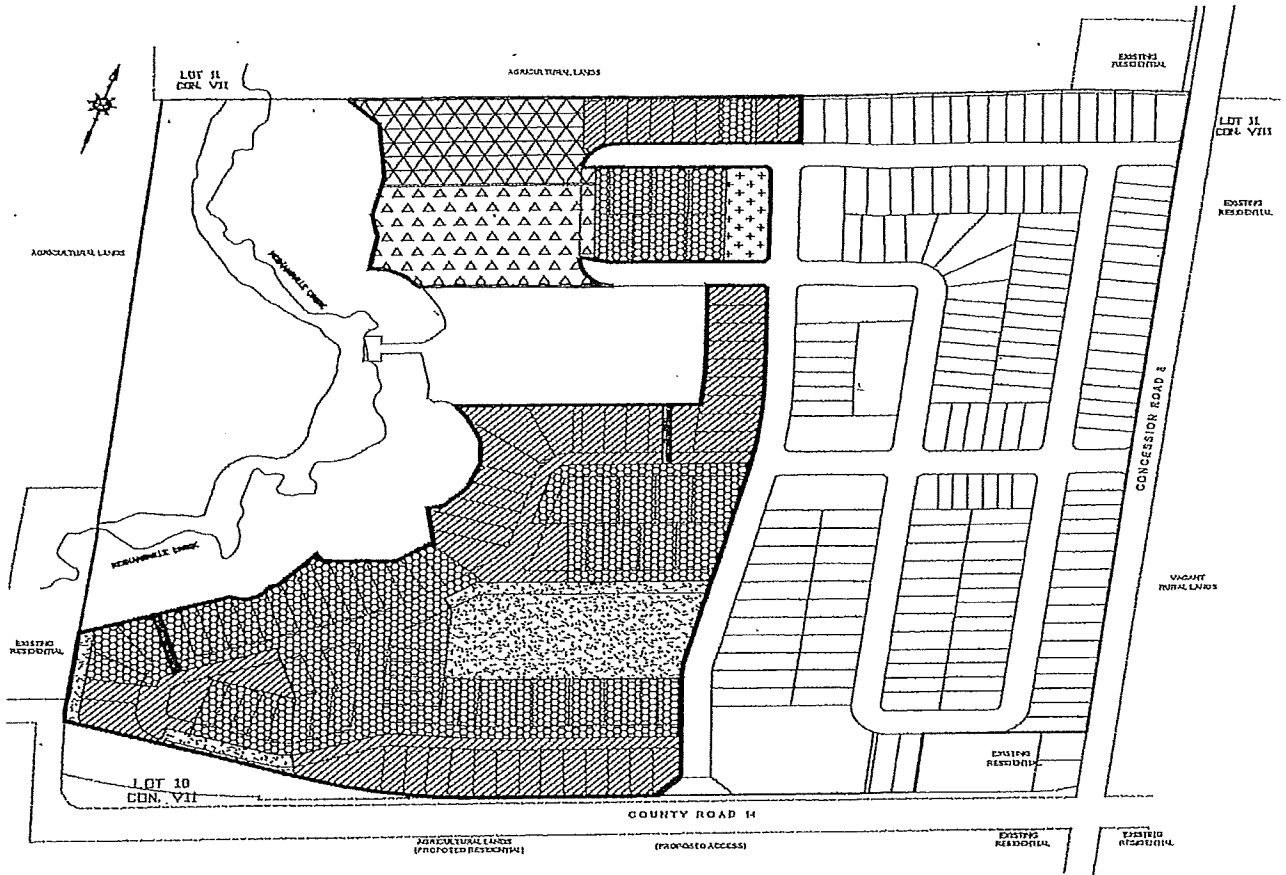 LOT 11
CON. VII
AGRICULTURAL LANDS
EXISTING
RESIDENTIAL
LOT 11
CON. VIII
EXISTING
RESIDENTIAL
AGRICULTURAL LANDS
CREEK
CONCESSION ROAD 8
CREEK
VACANT
RURAL LANDS
EXISTING
RESIDENTIAL
EXISTING
RESIDENTIAL
LOT 10
CON. VII
COUNTY ROAD 14
AGRICULTURAL LANDS
(PROPOSED RESIDENTIAL)
(PROPOSED ACCESS)
EXISTING
RESIDENTIAL
EXISTING
RESIDENTIAL